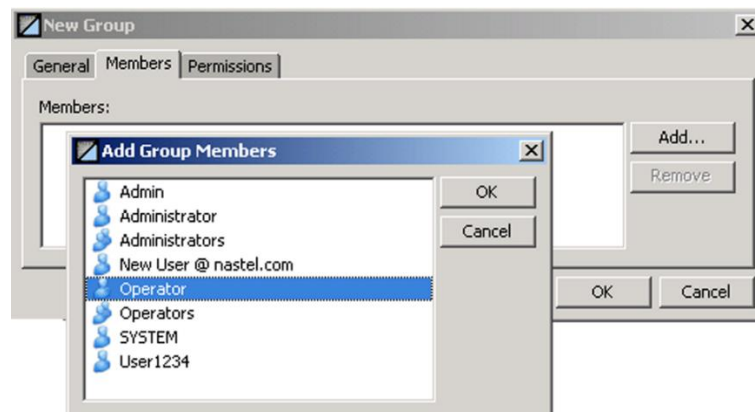 New Group
General Members Permissions
Members:
Add...
Remove
Add Group Members
Admin
Administrator
Administrators
New User @ nastel.com
Operator
Operators
SYSTEM
User1234
OK
Cancel
OK Cancel